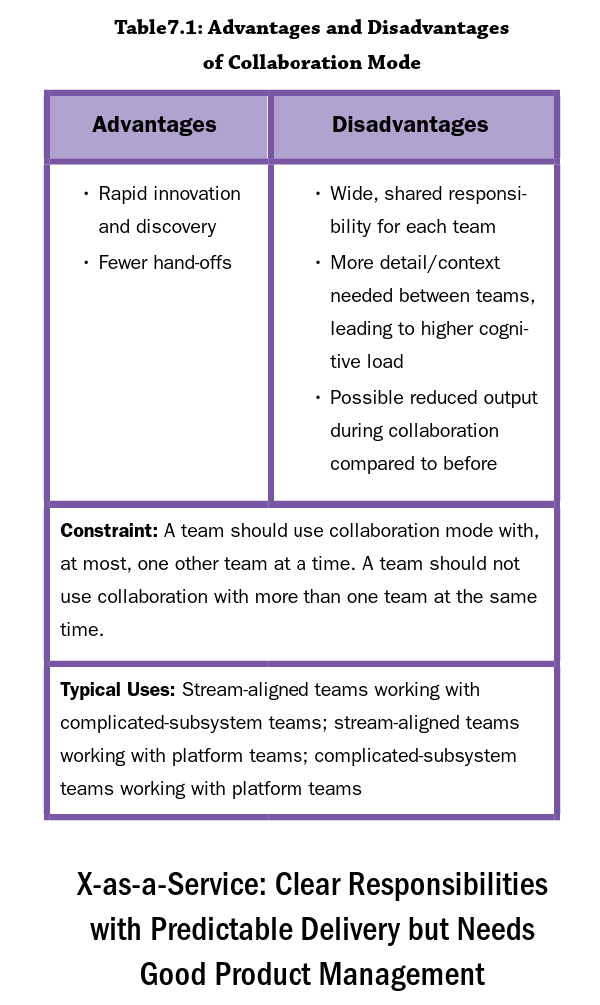 Table7.1: Advantages and Disadvantages
of Collaboration Mode
Advantages
Disadvantages
• Rapid innovation
and discovery
• Fewer hand-offs
• Wide, shared responsi-
bility for each team
• More detail/context
needed between teams,
leading to higher cogni-
tive load
• Possible reduced output
during collaboration
compared to before
Constraint: A team should use collaboration mode with,
at most, one other team at a time. A team should not
use collaboration with more than one team at the same
time.
Typical Uses: Stream-aligned teams working with
complicated-subsystem teams; stream-aligned teams
working with platform teams; complicated-subsystem
teams working with platform teams
X-as-a-Service: Clear Responsibilities
with Predictable Delivery but Needs
Good Product Management